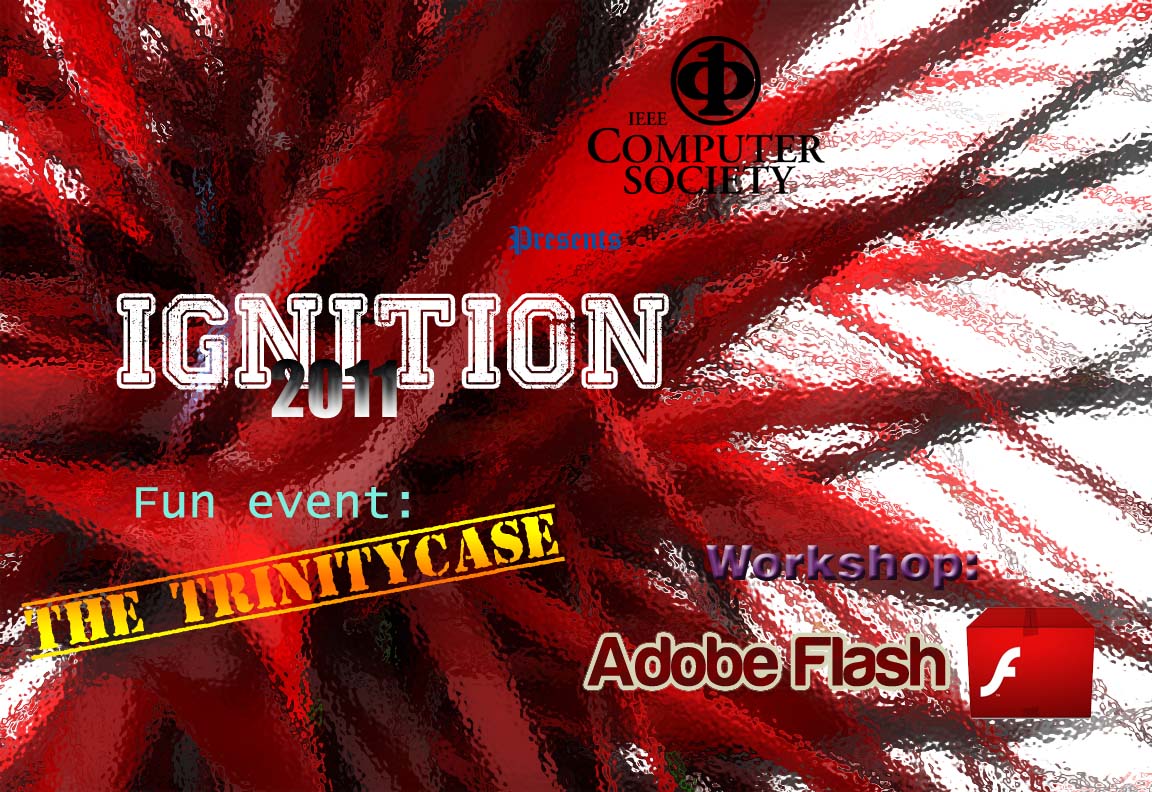 IEEE
COMPUTER
SOCIETY
Presents
IGNITION
2011
Fun event:
THE TRINITYCASE
Workshop:
Adobe Flash